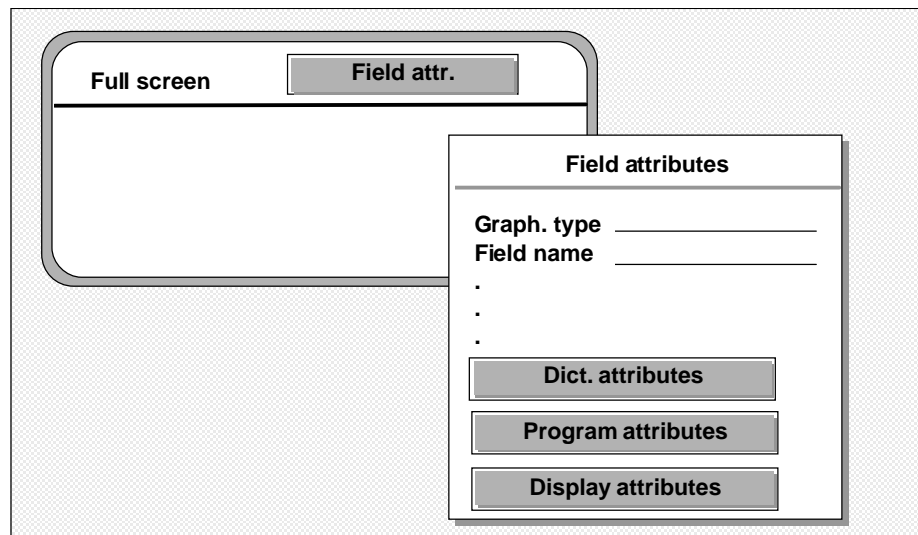 Full screen
Field attr.
Field attributes
Graph. type
Field name
.
.
.
Dict. attributes
Program attributes
Display attributes